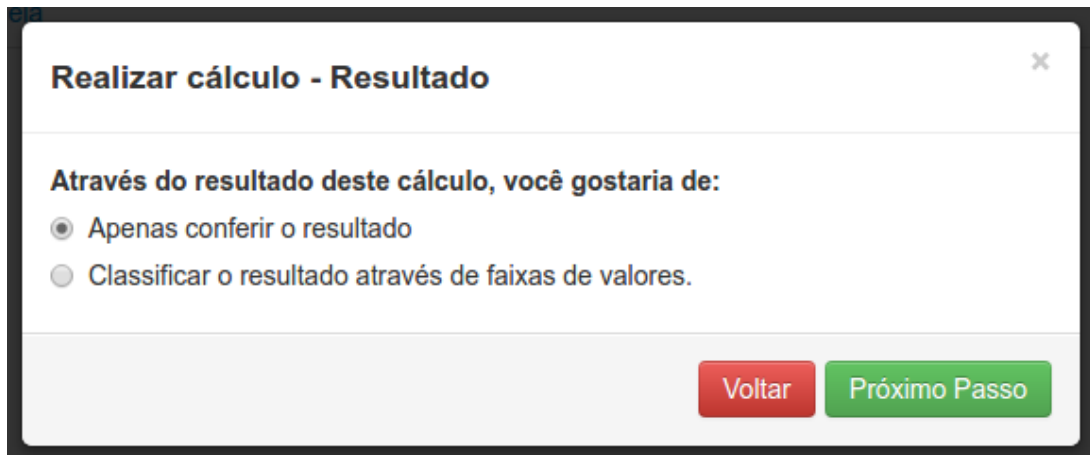 Realizar cálculo - Resultado
×
Através do resultado deste cálculo, você gostaria de:
Apenas conferir o resultado
Classificar o resultado através de faixas de valores.
Voltar
Próximo Passo